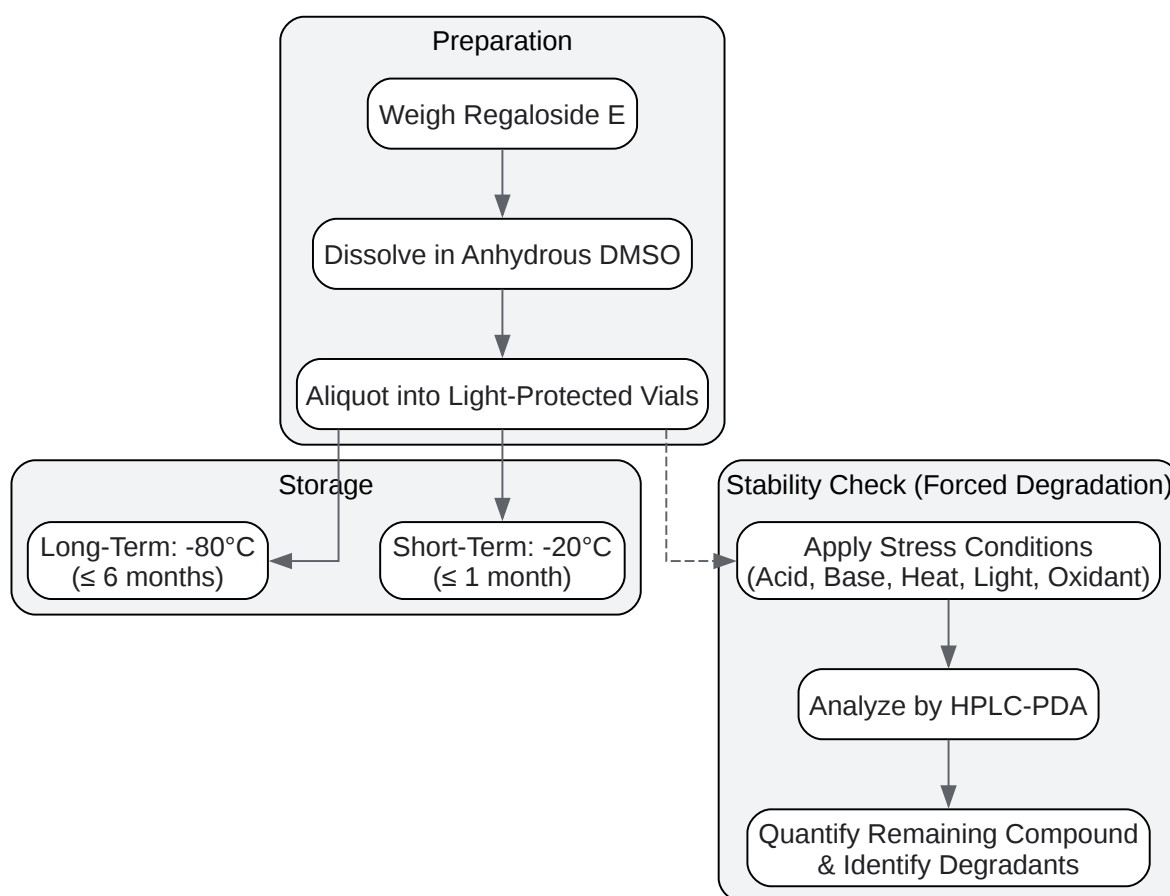 Preparation
Weigh Regaloside E
Dissolve in Anhydrous DMSO
Aliquot into Light-Protected Vials
Storage
Long-Term: -80°C
(≤ 6 months)
Short-Term: -20°C
(≤ 1 month)
Stability Check (Forced Degradation)
Apply Stress Conditions
(Acid, Base, Heat, Light, Oxidant)
Analyze by HPLC-PDA
Quantify Remaining Compound
& Identify Degradants